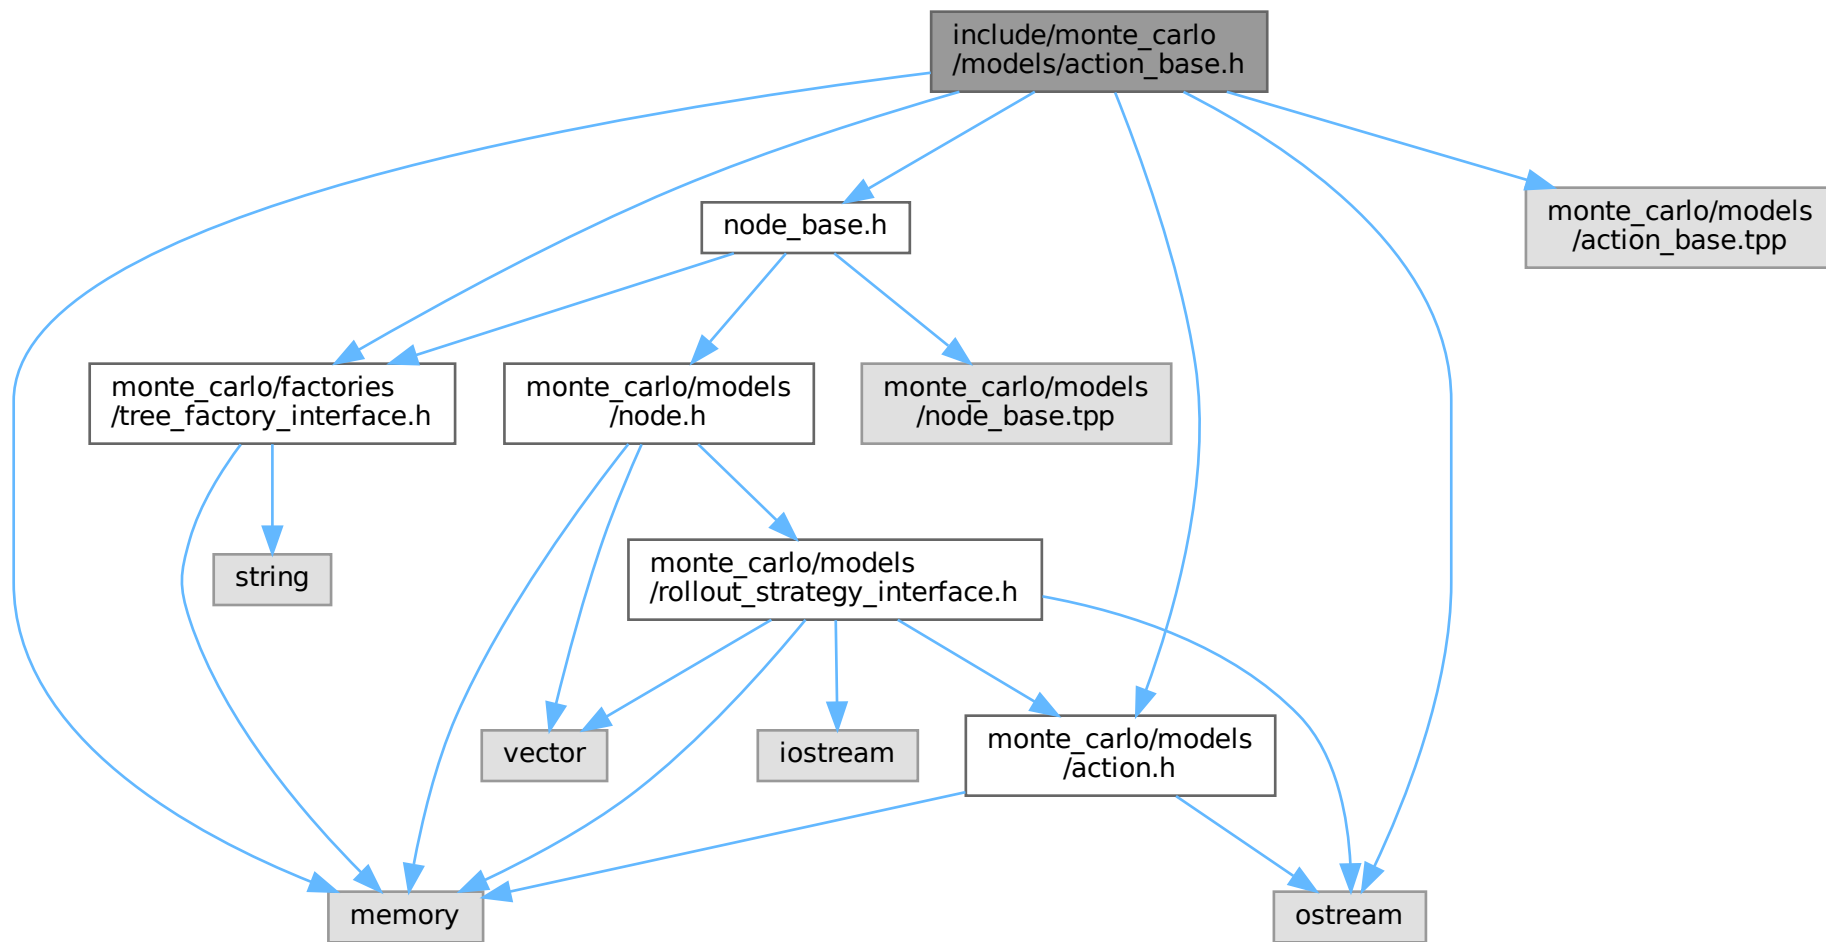 include/monte_carlo
/models/action_base.h
monte_carlo/models
/action_base.tpp
node_base.h
monte_carlo/factories
/tree_factory_interface.h
monte_carlo/models
/node.h
monte_carlo/models
/node_base.tpp
string
monte_carlo/models
/rollout_strategy_interface.h
vector
iostream
monte_carlo/models
/action.h
memory
ostream